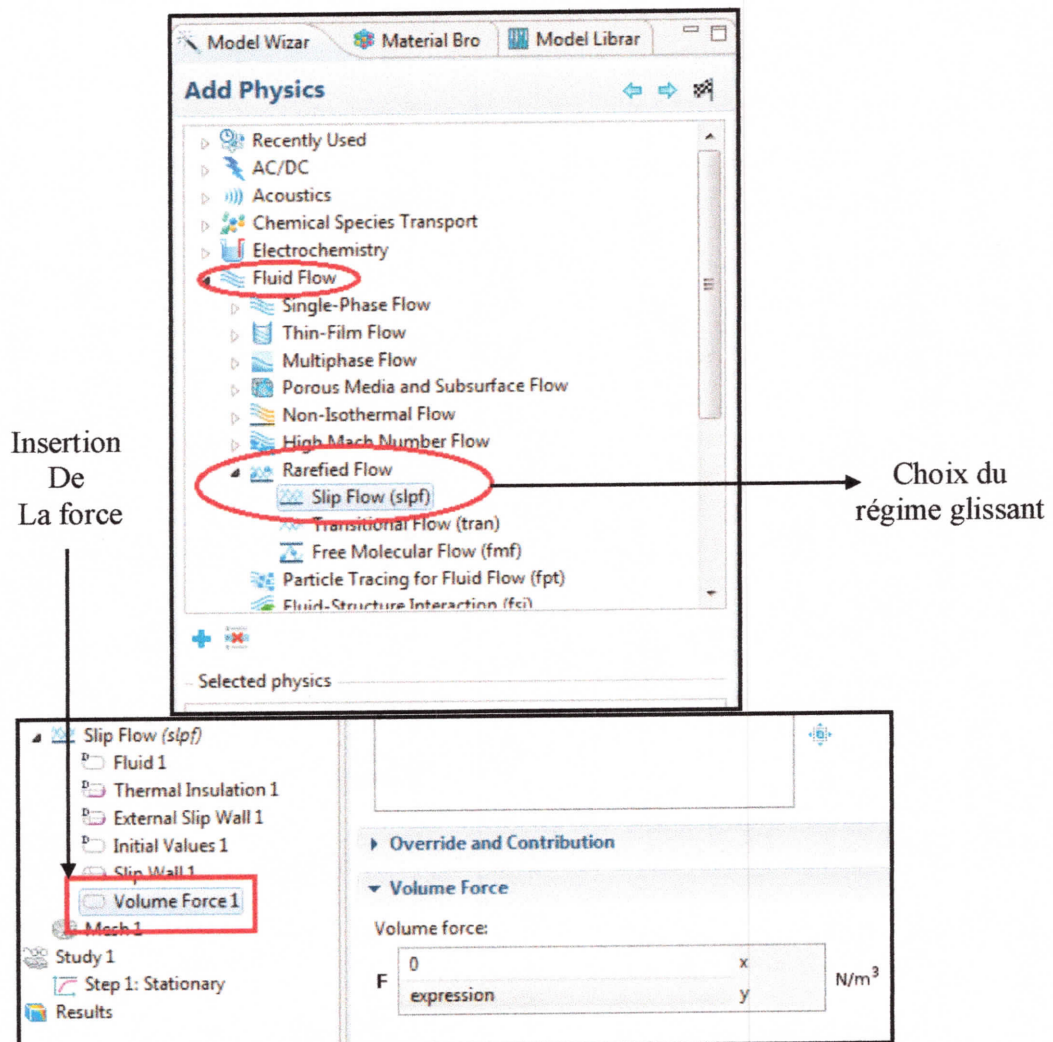 Model Wizar
Material Bro
Model Librar
Add Physics
Recently Used
AC/DC
Acoustics
Chemical Species Transport
Electrochemistry
Fluid Flow
Single-Phase Flow
Thin-Film Flow
Multiphase Flow
Porous Media and Subsurface Flow
Non-Isothermal Flow
High Mach Number Flow
Rarefied Flow
Slip Flow (slpf)
Transitional Flow (tran)
Free Molecular Flow (fmf)
Particle Tracing for Fluid Flow (fpt)
Fluid-Structure Interaction (fsi)
Selected physics
Insertion
De
La force
Choix du
régime glissant
Slip Flow (slpf)
Fluid 1
Thermal Insulation 1
External Slip Wall 1
Initial Values 1
Slip Wall 1
Volume Force 1
Mesh 1
Study 1
Step 1: Stationary
Results
Override and Contribution
Volume Force
Volume force:
F
0 x
expression y
N/m³